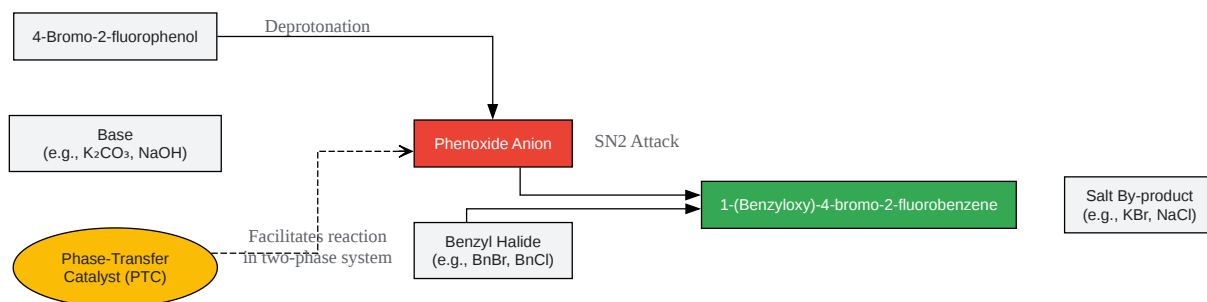 4-Bromo-2-fluorophenol
Deprotonation
Base
(e.g., K₂CO₃, NaOH)
Phenoxide Anion
SN2 Attack
1-(Benzyloxy)-4-bromo-2-fluorobenzene
Salt By-product
(e.g., KBr, NaCl)
Phase-Transfer
Catalyst (PTC)
Facilitates reaction
in two-phase system
Benzyl Halide
(e.g., BnBr, BnCl)